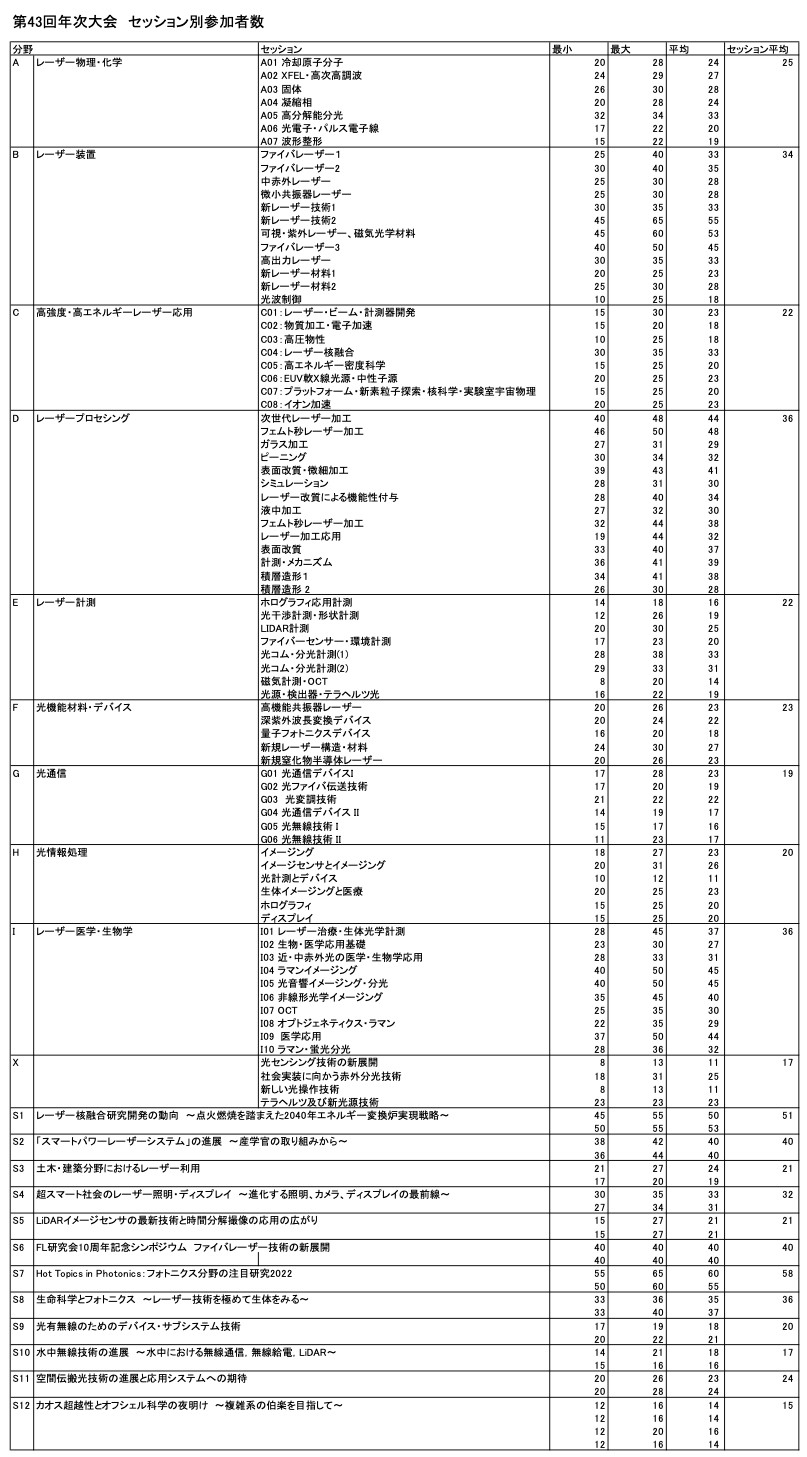 第43回年次大会　セッション別参加者数
分野 セッション 最小 最大 平均 セッション平均
A レーザー物理・化学 A01 冷却原子分子 20 28 24 25
A02 XFEL・高次高調波 24 29 27
A03 固体 26 30 28
A04 凝縮相 20 28 24
A05 高分解能分光 32 34 33
A06 光電子・パルス電子線 17 22 20
A07 波形整形 15 22 19
B レーザー装置 ファイバレーザー1 25 40 33 34
ファイバレーザー2 30 40 35
中赤外レーザー 25 30 28
微小共振器レーザー 25 30 28
新レーザー技術1 30 35 33
新レーザー技術2 45 65 55
可視・紫外レーザー、磁気光学材料 45 60 53
ファイバレーザー3 40 50 45
高出力レーザー 30 35 33
新レーザー材料1 20 25 23
新レーザー材料2 25 30 28
光波制御 10 25 18
C 高強度・高エネルギーレーザー応用 C01：レーザー・ビーム・計測器開発 15 30 23 22
C02：物質加工・電子加速 15 20 18
C03：高圧物性 10 25 18
C04：レーザー核融合 30 35 33
C05：高エネルギー密度科学 15 25 20
C06：EUV軟X線光源・中性子源 20 25 23
C07：プラットフォーム・新素粒子探索・核科学・実験室宇宙物理 15 25 20
C08：イオン加速 20 25 23
D レーザープロセシング 次世代レーザー加工 40 48 44 36
フェムト秒レーザー加工 46 50 48
ガラス加工 27 31 29
ピーニング 30 34 32
表面改質・微細加工 39 43 41
シミュレーション 28 31 30
レーザー改質による機能性付与 28 40 34
液中加工 27 32 30
フェムト秒レーザー加工 32 44 38
レーザー加工応用 19 44 32
表面改質 33 40 37
計測・メカニズム 36 41 39
積層造形1 34 41 38
積層造形 2 26 30 28
E レーザー計測 ホログラフィ応用計測 14 18 16 22
光干渉計測・形状計測 12 26 19
LIDAR計測 20 30 25
ファイバーセンサー・環境計測 17 23 20
光コム・分光計測(1) 28 38 33
光コム・分光計測(2) 29 33 31
磁気計測・OCT 8 20 14
光源・検出器・テラヘルツ光 16 22 19
F 光機能材料・デバイス 高機能共振器レーザー 20 26 23 23
深紫外波長変換デバイス 20 24 22
量子フォトニクスデバイス 16 20 18
新規レーザー構造・材料 24 30 27
新規窒化物半導体レーザー 20 26 23
G 光通信 G01 光通信デバイスI 17 28 23 19
G02 光ファイバ伝送技術 17 20 19
G03　光変調技術 21 22 22
G04 光通信デバイス II 14 19 17
G05 光無線技術 I 15 17 16
G06 光無線技術 II 11 23 17
H 光情報処理 イメージング 18 27 23 20
イメージセンサとイメージング 20 31 26
光計測とデバイス 10 12 11
生体イメージングと医療 20 25 23
ホログラフィ 15 25 20
ディスプレイ 15 25 20
I レーザー医学・生物学 I01 レーザー治療・生体光学計測 28 45 37 36
I02 生物・医学応用基礎 23 30 27
I03 近・中赤外光の医学・生物学応用 28 33 31
I04 ラマンイメージング 40 50 45
I05 光音響イメージング・分光 40 50 45
I06 非線形光学イメージング 35 45 40
I07 OCT 25 35 30
I08 オプトジェネティクス・ラマン 22 35 29
I09　医学応用 37 50 44
I10 ラマン・蛍光分光 28 36 32
X 光センシング技術の新展開 8 13 11 17
社会実装に向かう赤外分光技術 18 31 25
新しい光操作技術 8 13 11
テラヘルツ及び新光源技術 23 23 23
S1 レーザー核融合研究開発の動向　～点火燃焼を踏まえた2040年エネルギー変換炉実現戦略～ 45 55 50 51
50 55 53
S2 「スマートパワーレーザーシステム」の進展　～産学官の取り組みから～ 38 42 40 40
36 44 40
S3 土木・建築分野におけるレーザー利用 21 27 24 21
17 20 19
S4 超スマート社会のレーザー照明・ディスプレイ　～進化する照明、カメラ、ディスプレイの最前線～ 30 35 33 32
27 34 31
S5 LiDARイメージセンサの最新技術と時間分解撮像の応用の広がり 15 27 21 21
15 27 21
S6 FL研究会10周年記念シンポジウム　ファイバレーザー技術の新展開 40 40 40 40
40 40 40
S7 Hot Topics in Photonics：フォトニクス分野の注目研究2022 55 65 60 58
50 60 55
S8 生命科学とフォトニクス　～レーザー技術を極めて生体をみる～ 33 36 35 36
33 40 37
S9 光有無線のためのデバイス・サブシステム技術 17 19 18 20
20 22 21
S10 水中無線技術の進展　～水中における無線通信, 無線給電, LiDAR～ 14 21 18 17
15 16 16
S11 空間伝搬光技術の進展と応用システムへの期待 20 26 23 24
20 28 24
S12 カオス超越性とオフシェル科学の夜明け　～複雑系の伯楽を目指して～ 12 16 14 15
12 16 14
12 20 16
12 16 14